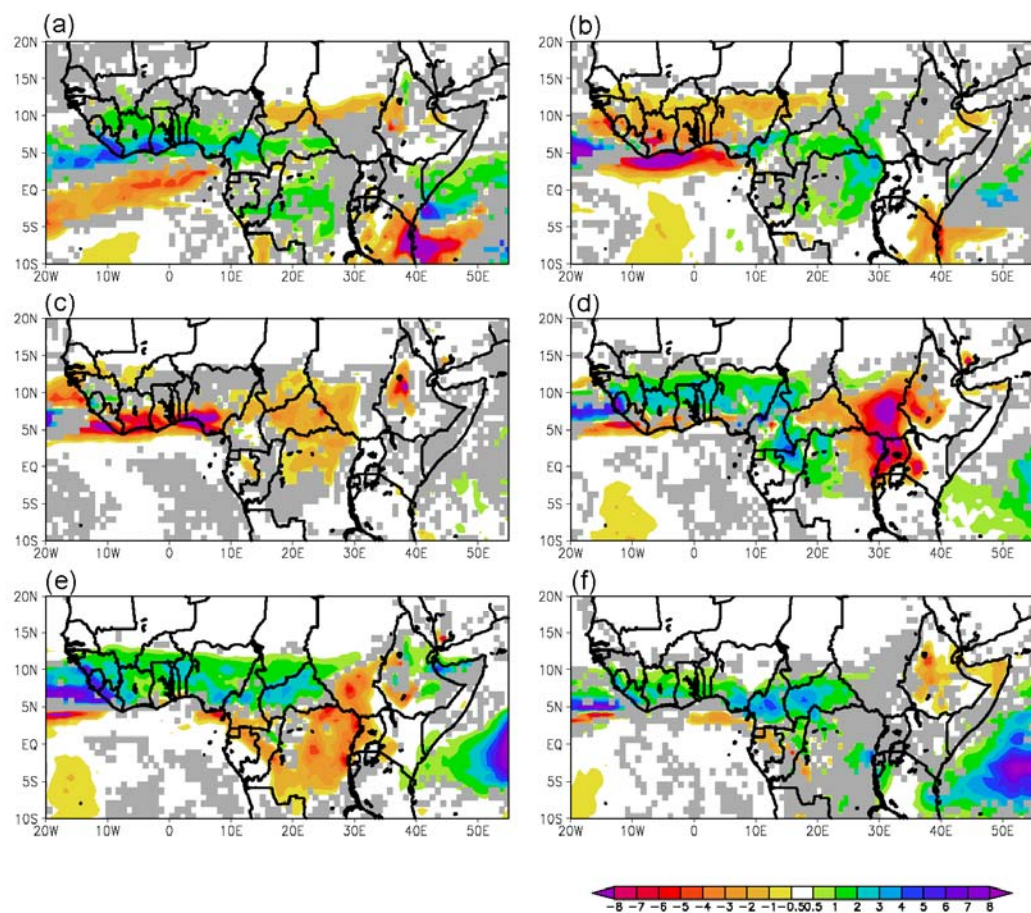 (a) (b)
20N 20N
15N 15N
10N 10N
5N 5N
EQ EQ
5S 5S
10S 10S
20W 10W 0 10E 20E 30E 40E 50E 20W 10W 0 10E 20E 30E 40E 50E
(c) (d)
20N 20N
15N 15N
10N 10N
5N 5N
EQ EQ
5S 5S
10S 10S
20W 10W 0 10E 20E 30E 40E 50E 20W 10W 0 10E 20E 30E 40E 50E
(e) (f)
20N 20N
15N 15N
10N 10N
5N 5N
EQ EQ
5S 5S
10S 10S
20W 10W 0 10E 20E 30E 40E 50E 20W 10W 0 10E 20E 30E 40E 50E
-8 -7 -6 -5 -4 -3 -2 -1 -0.5 0.5 1 2 3 4 5 6 7 8